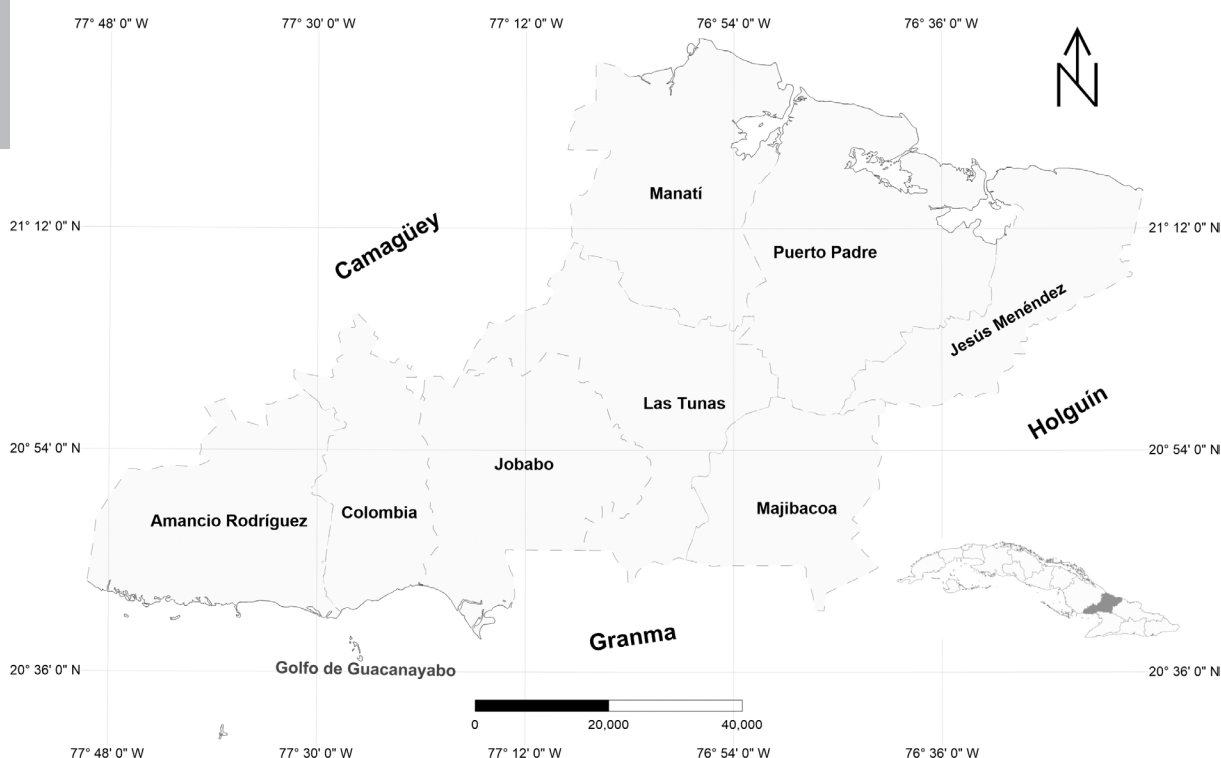 77° 48' 0" W
77° 30' 0" W
77° 12' 0" W
76° 54' 0" W
76° 36' 0" W
N
Manatí
21° 12' 0" N
21° 12' 0" N
Camagüey
Puerto Padre
Jesús Menéndez
Las Tunas
Holguín
20° 54' 0" N
20° 54' 0" N
Jobabo
Amancio Rodríguez
Colombia
Majibacoa
Granma
20° 36' 0" N
Golfo de Guacanayabo
20° 36' 0" N
0
20,000
40,000
77° 48' 0" W
77° 30' 0" W
77° 12' 0" W
76° 54' 0" W
76° 36' 0" W